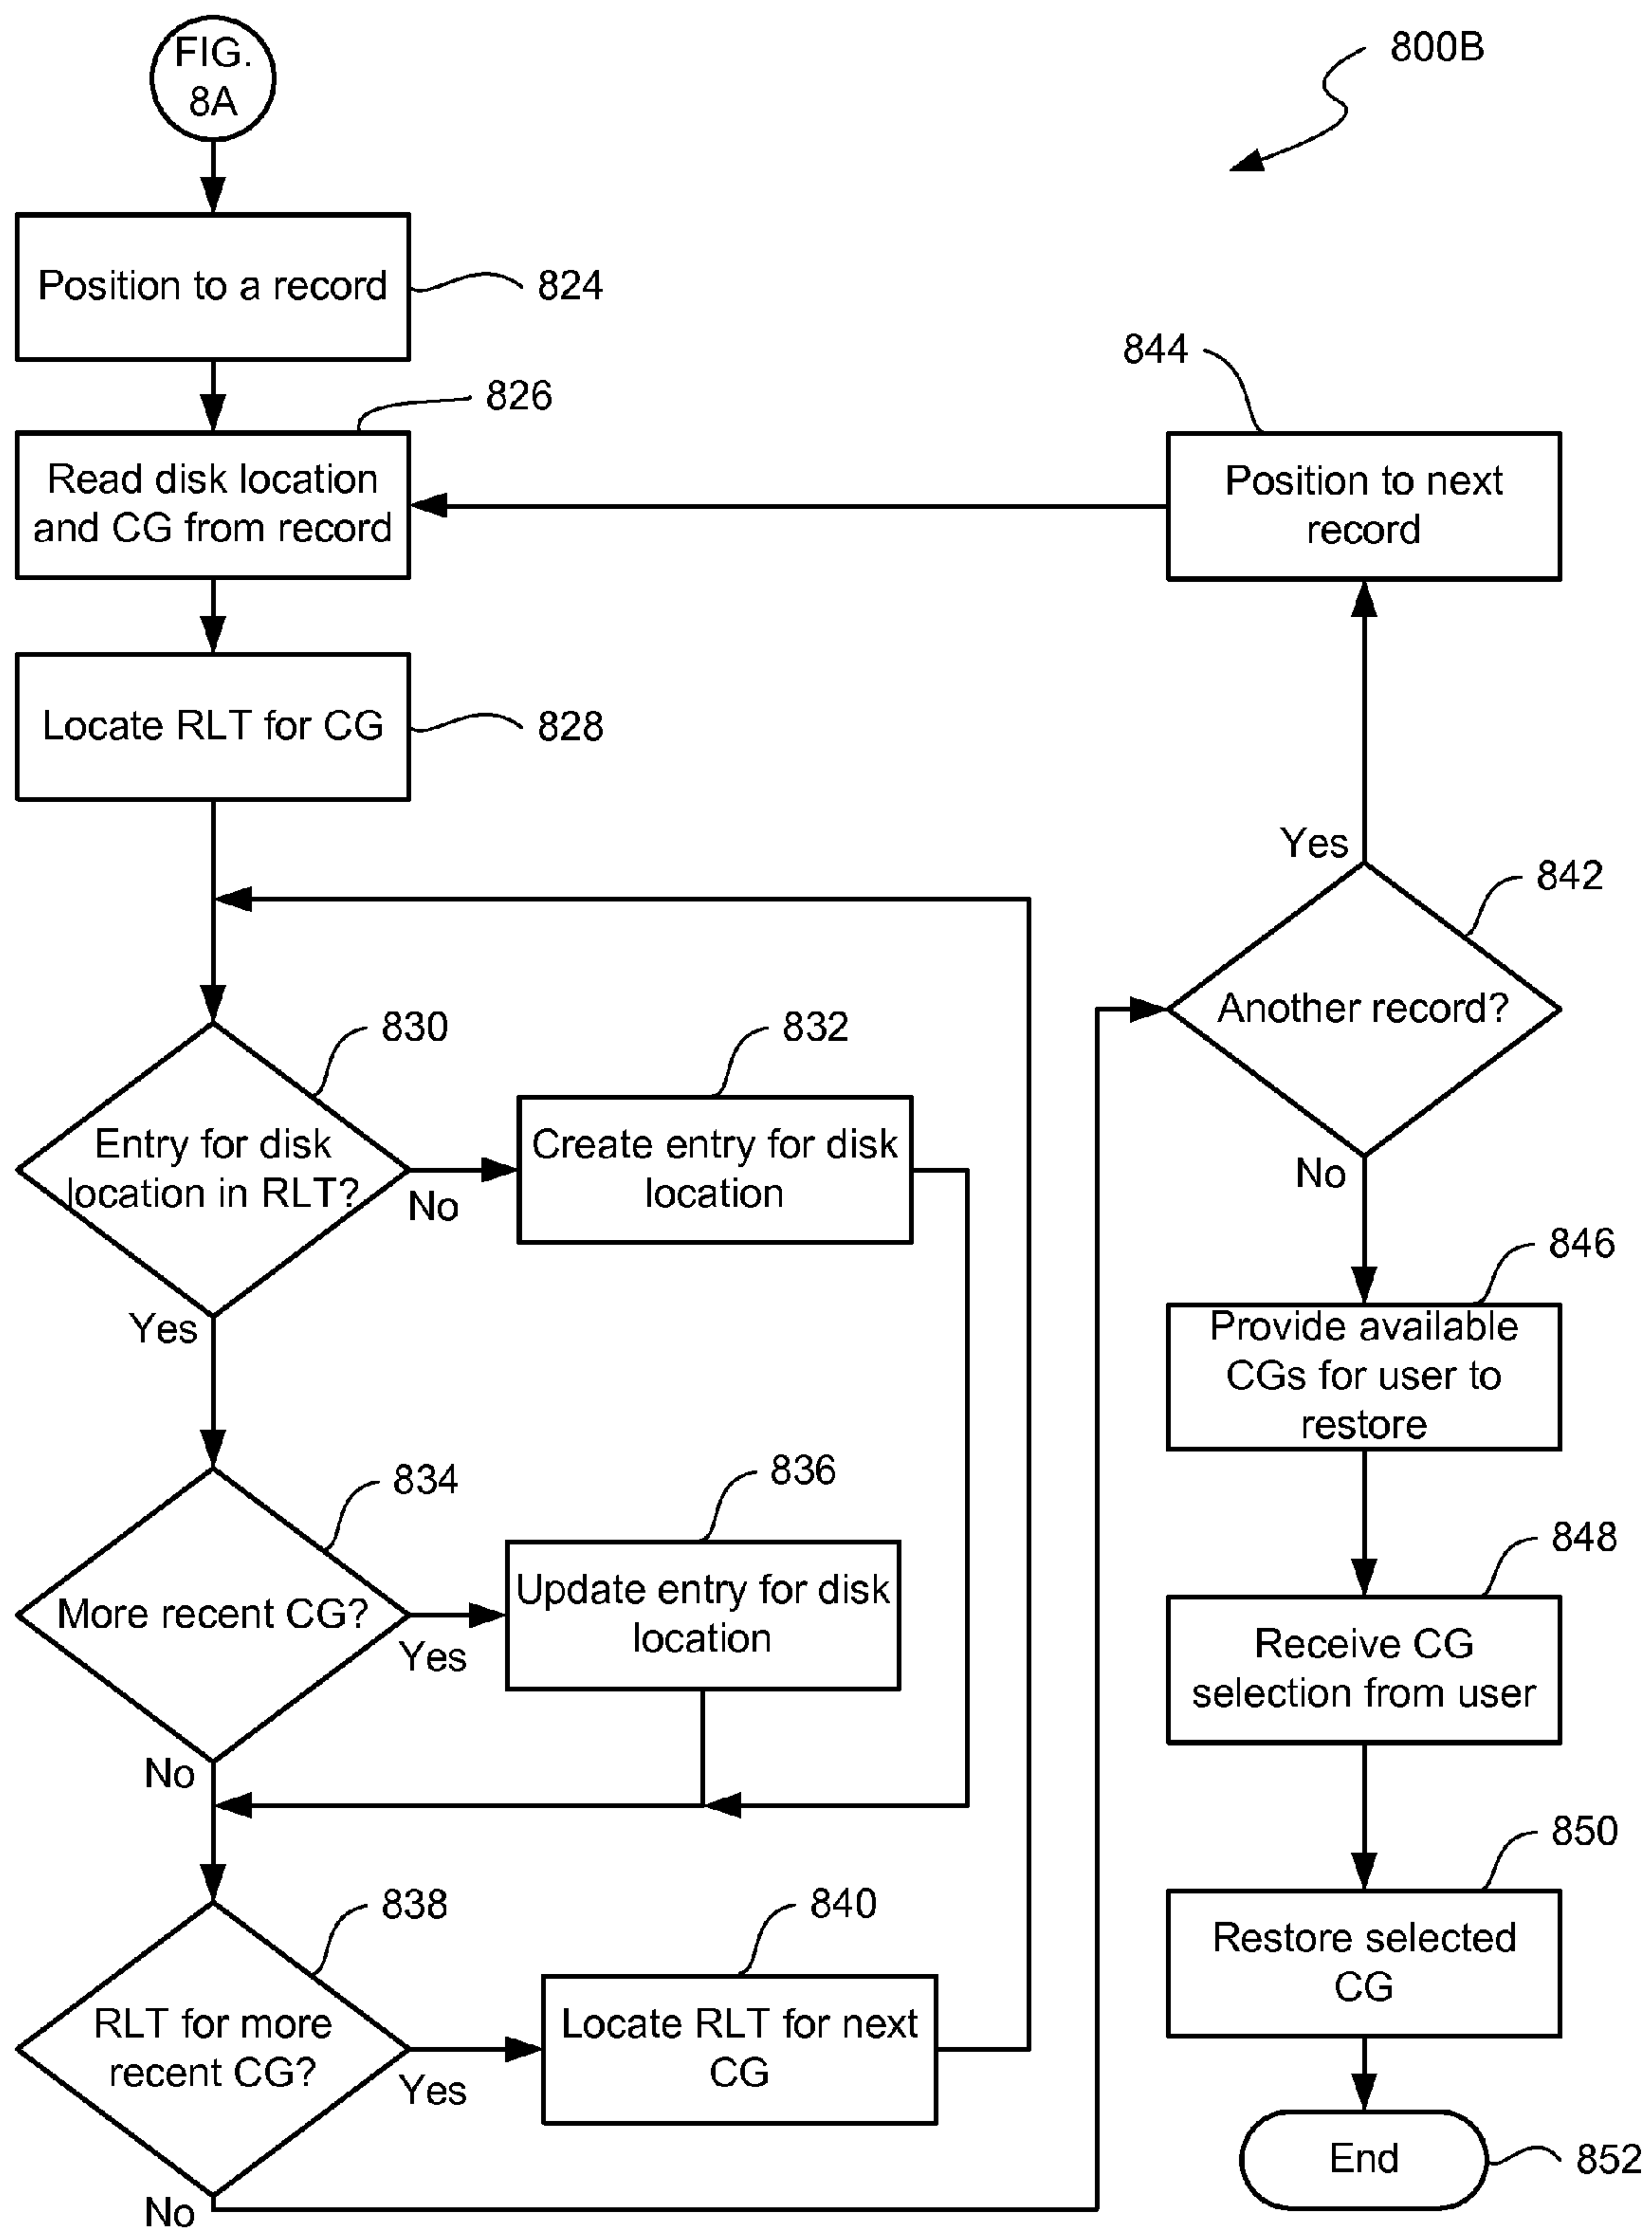 FIG.
8A
800B
Position to a record
824
826
Read disk location
and CG from record
844
Position to next
record
Locate RLT for CG
828
Yes
842
Another record?
No
830
Entry for disk
location in RLT?
No
Yes
832
Create entry for disk
location
846
Provide available
CGs for user to
restore
834
More recent CG?
Yes
No
836
Update entry for disk
location
848
Receive CG
selection from user
838
RLT for more
recent CG?
Yes
No
840
Locate RLT for next
CG
850
Restore selected
CG
End
852